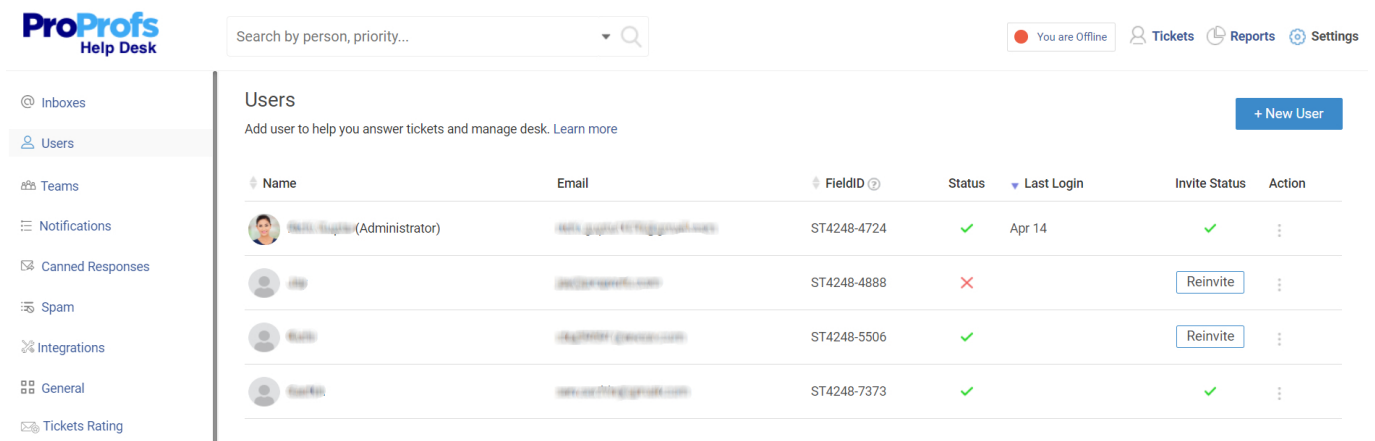 ProProfs
Help Desk
Search by person, priority...
You are Offline
Tickets
Reports
Settings
Inboxes
Users
Teams
Notifications
Canned Responses
Spam
Integrations
General
Tickets Rating
Users
Add user to help you answer tickets and manage desk. Learn more
+ New User
Name Email FieldID ? Status Last Login Invite Status Action
(Administrator) ST4248-4724 Apr 14
ST4248-4888 Reinvite
ST4248-5506 Reinvite
ST4248-7373